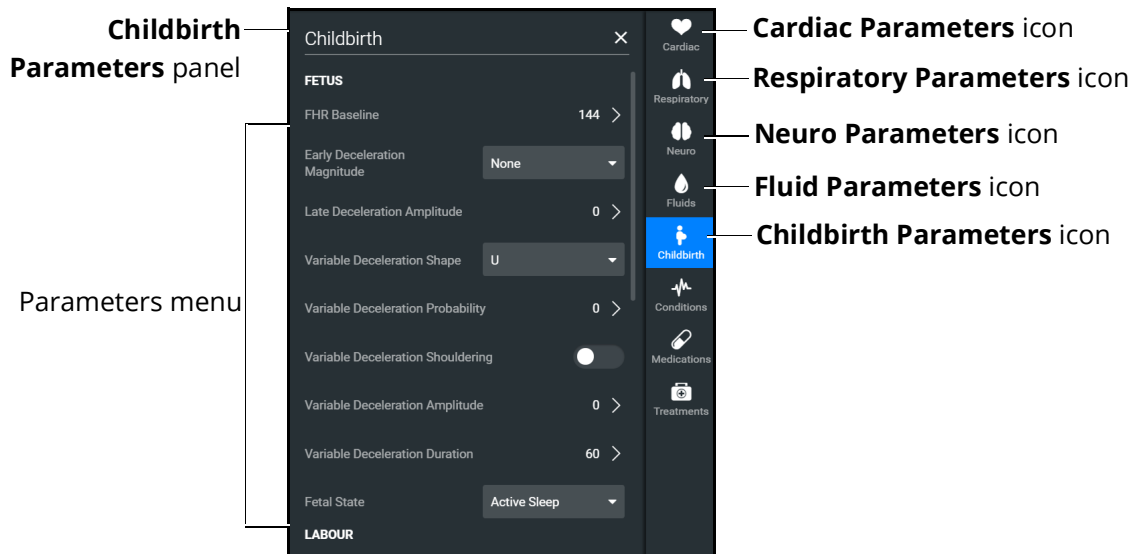 Childbirth
Parameters panel
Parameters menu
Childbirth
FETUS
FHR Baseline 144
Early Deceleration
Magnitude
None
Late Deceleration Amplitude 0
Variable Deceleration Shape U
Variable Deceleration Probability 0
Variable Deceleration Shouldering
Variable Deceleration Amplitude 0
Variable Deceleration Duration 60
Fetal State Active Sleep
LABOUR
Cardiac
Respiratory
Neuro
Fluids
Childbirth
Conditions
Medications
Treatments
Cardiac Parameters icon
Respiratory Parameters icon
Neuro Parameters icon
Fluid Parameters icon
Childbirth Parameters icon